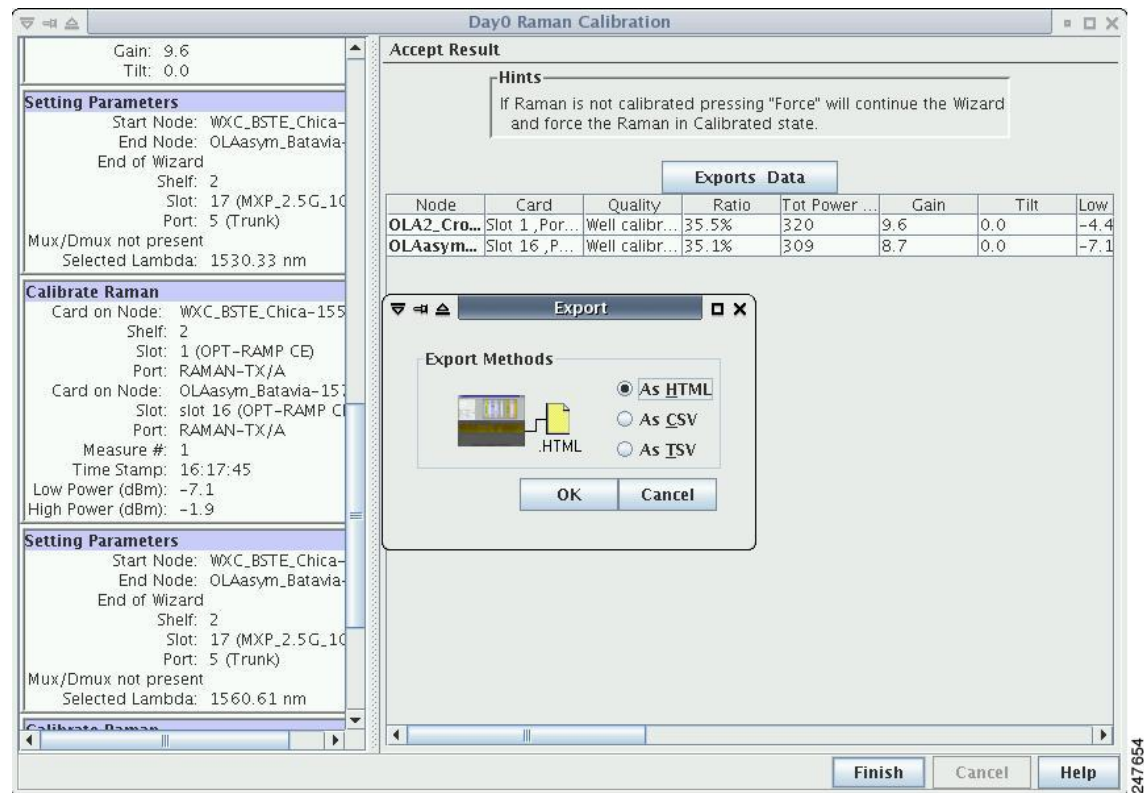 Day0 Raman Calibration
Gain: 9.6
Tilt: 0.0
Setting Parameters
Start Node: WXC_BSTE_Chica-
End Node: OLAasym_Batavia-
End of Wizard
Shelf: 2
Slot: 17 (MXP_2.5G_10
Port: 5 (Trunk)
Mux/Dmux not present
Selected Lambda: 1530.33 nm
Calibrate Raman
Card on Node: WXC_BSTE_Chica-155
Shelf: 2
Slot: 1 (OPT-RAMP CE)
Port: RAMAN-TX/A
Card on Node: OLAasym_Batavia-157
Slot: slot 16 (OPT-RAMP CE
Port: RAMAN-TX/A
Measure #: 1
Time Stamp: 16:17:45
Low Power (dBm): -7.1
High Power (dBm): -1.9
Setting Parameters
Start Node: WXC_BSTE_Chica-
End Node: OLAasym_Batavia-
End of Wizard
Shelf: 2
Slot: 17 (MXP_2.5G_10
Port: 5 (Trunk)
Mux/Dmux not present
Selected Lambda: 1560.61 nm
Calibrate Raman
Accept Result
Hints
If Raman is not calibrated pressing "Force" will continue the Wizard
and force the Raman in Calibrated state.
Exports Data
Node Card Quality Ratio Tot Power ... Gain Tilt Low
OLA2_Cro... Slot 1 ,Por... Well calibr... 35.5% 320 9.6 0.0 -4.4
OLAasym... Slot 16 ,P... Well calibr... 35.1% 309 8.7 0.0 -7.1
Export
Export Methods
As HTML
As CSV
As TSV
.HTML
OK Cancel
Finish Cancel Help
247654